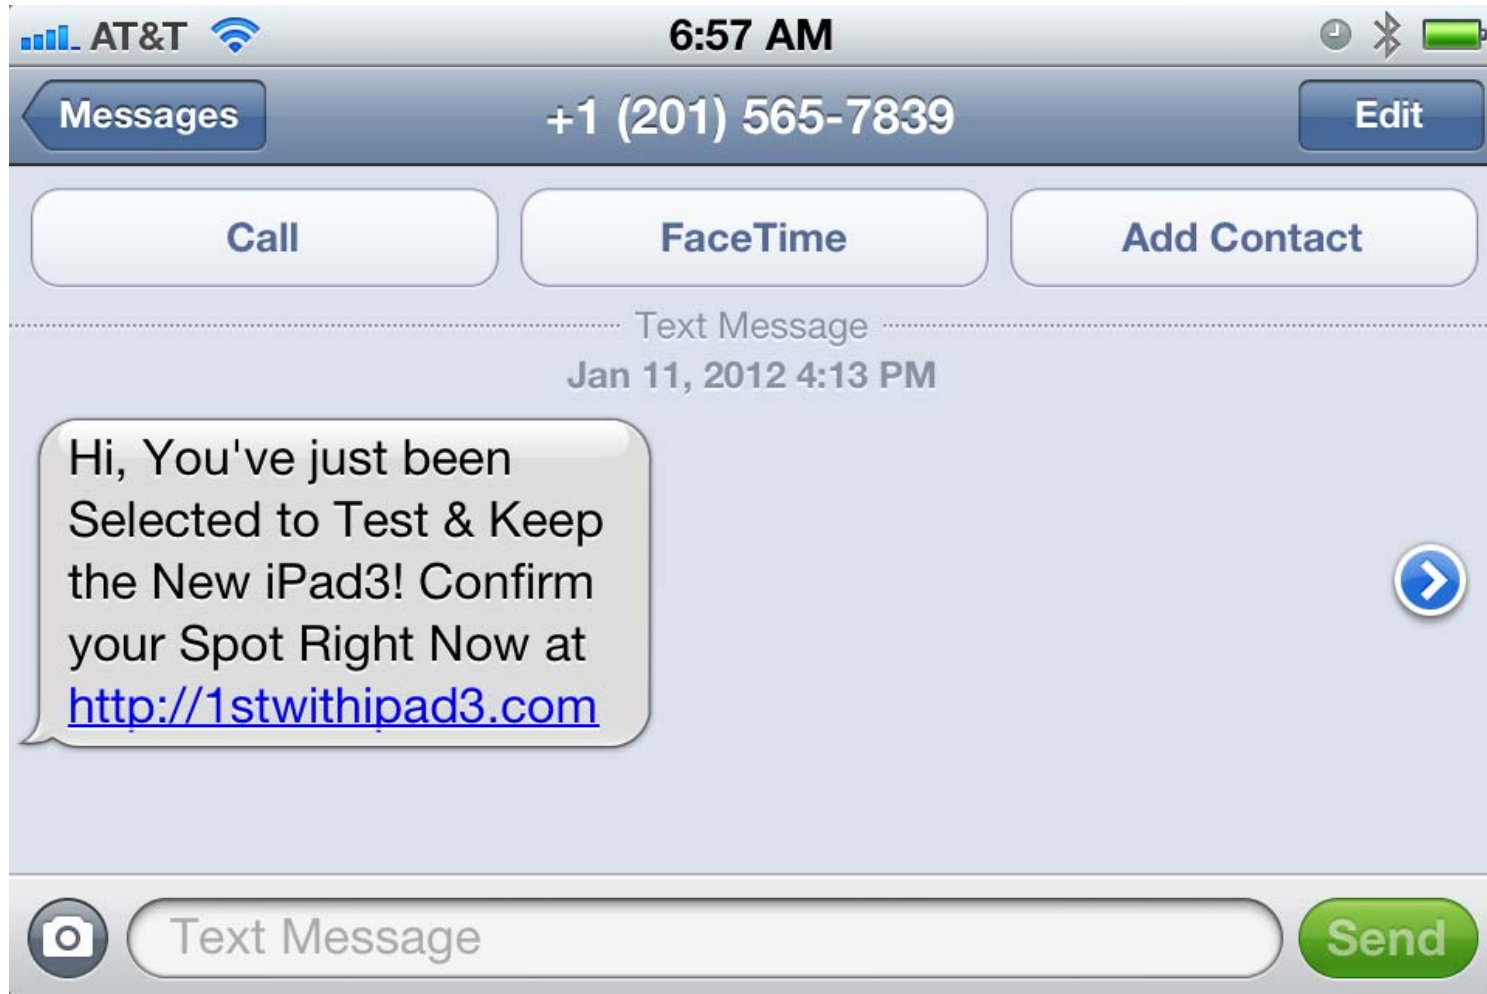 AT&T 6:57 AM
Messages +1 (201) 565-7839 Edit
Call FaceTime Add Contact
Text Message
Jan 11, 2012 4:13 PM
Hi, You've just been
Selected to Test & Keep
the New iPad3! Confirm
your Spot Right Now at
http://1stwithipad3.com
Text Message Send